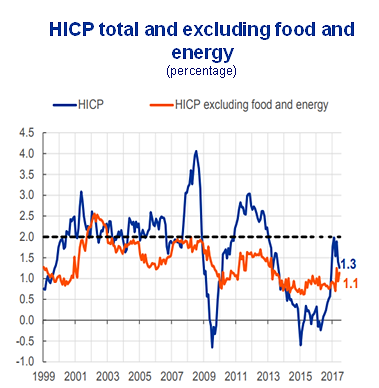 HICP total and excluding food and
energy
(percentage)
HICP
HICP excluding food and energy
4.5
4.0
3.5
3.0
2.5
2.0
1.5
1.0
0.5
0.0
-0.5
-1.0
1.3
1.1
1999 2001 2003 2005 2007 2009 2011 2013 2015 2017